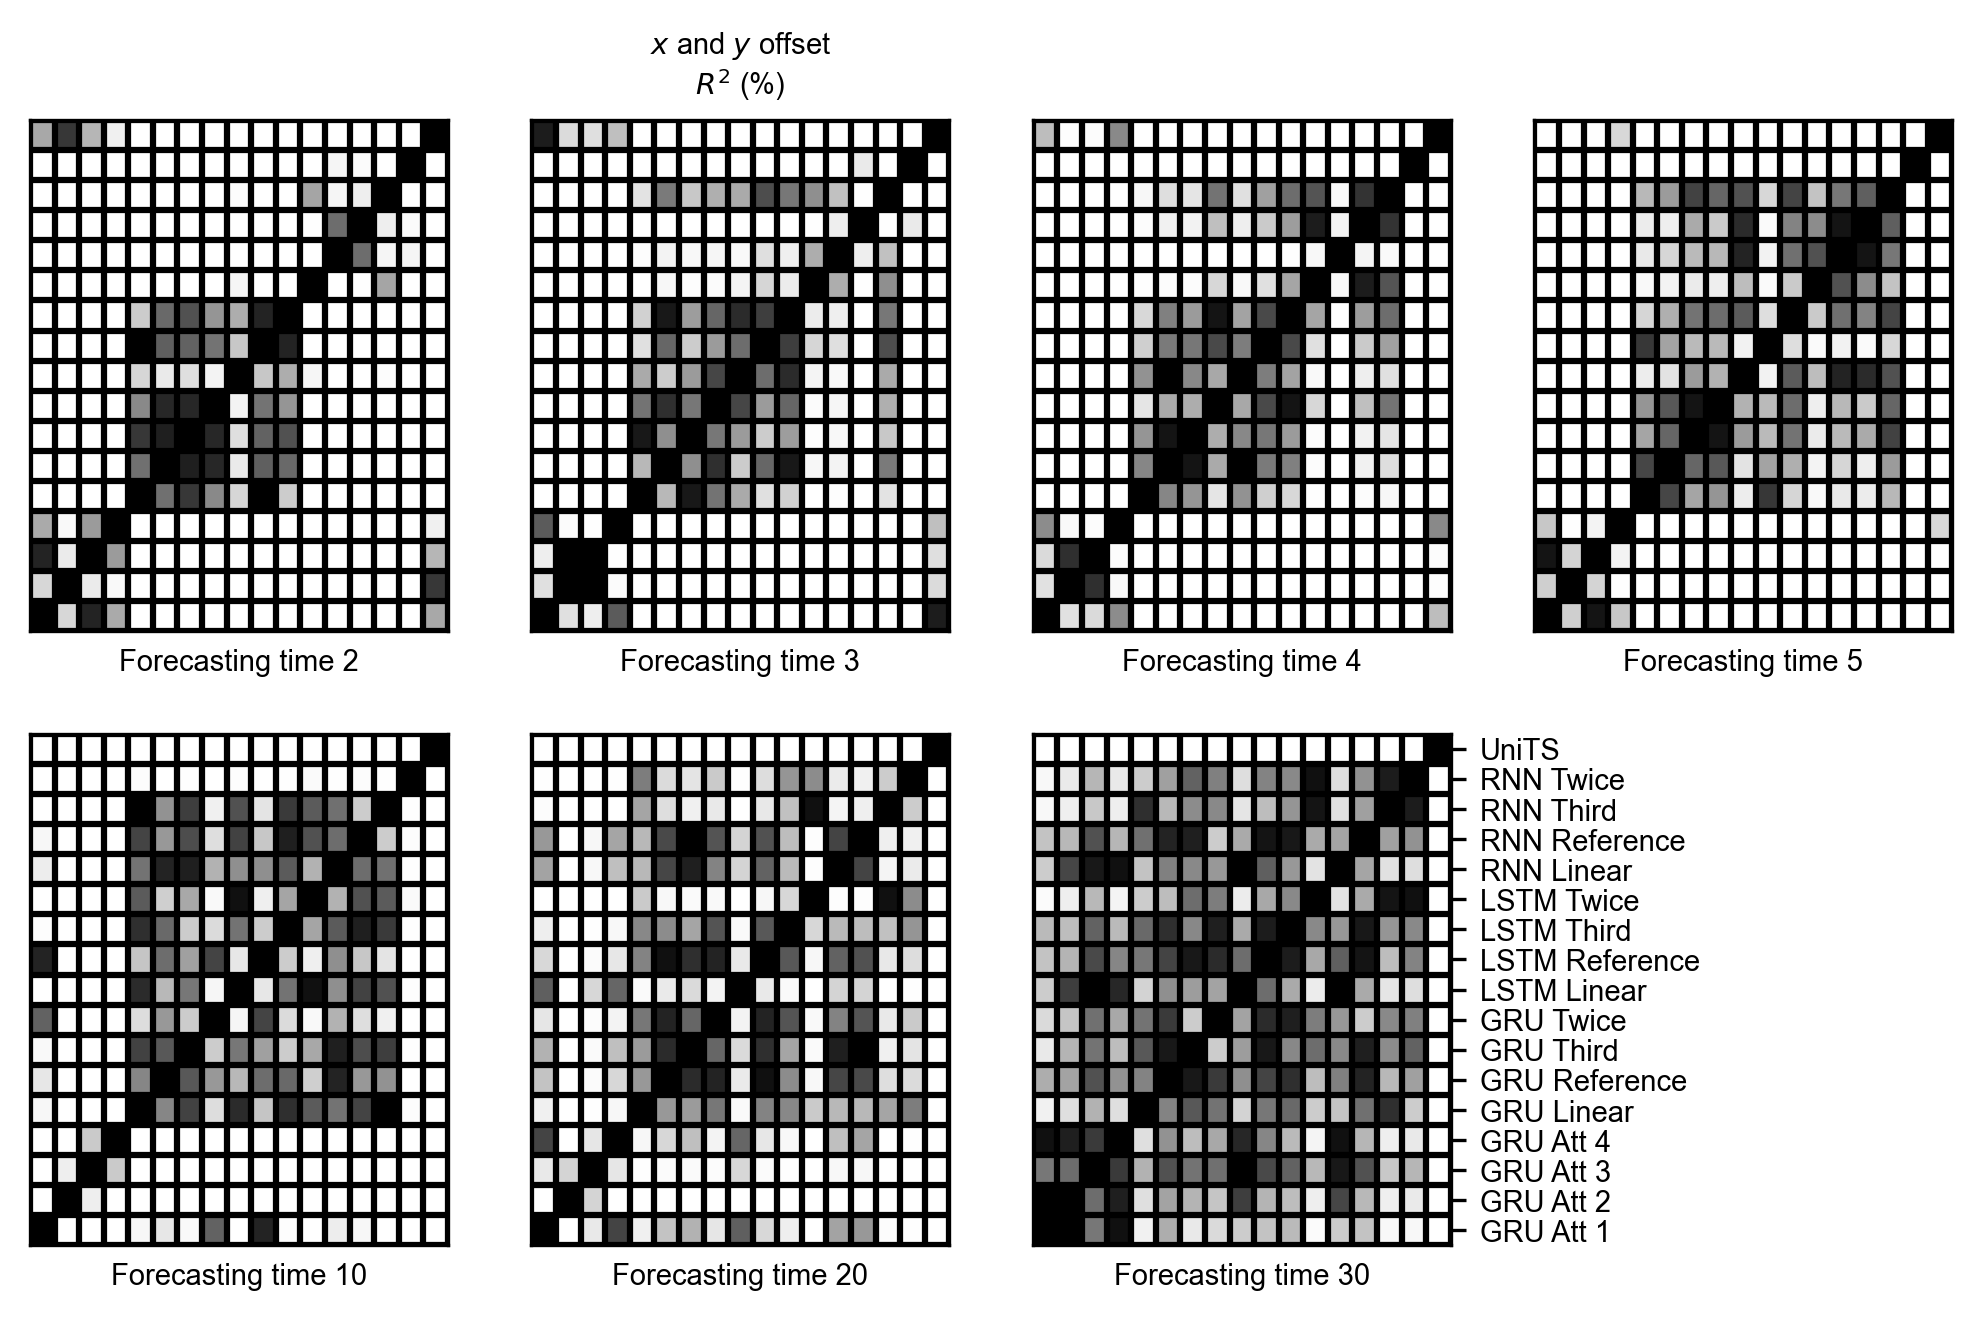 x and y offset
R² (%)
Forecasting time 2
Forecasting time 3
Forecasting time 4
Forecasting time 5
UniTS
RNN Twice
RNN Third
RNN Reference
RNN Linear
LSTM Twice
LSTM Third
LSTM Reference
LSTM Linear
GRU Twice
GRU Third
GRU Reference
GRU Linear
GRU Att 4
GRU Att 3
GRU Att 2
GRU Att 1
Forecasting time 10
Forecasting time 20
Forecasting time 30